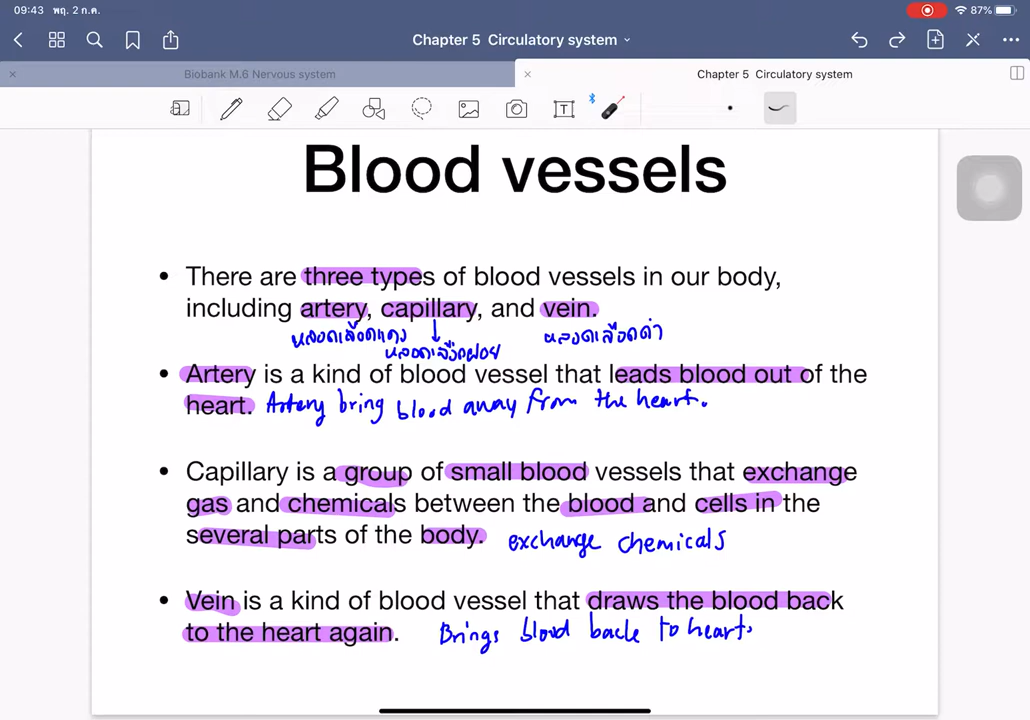 09:43 พฤ. 2 ก.ค. 87%
Chapter 5 Circulatory system
Biobank M.6 Nervous system
Chapter 5 Circulatory system
T
Blood vessels
• There are three types of blood vessels in our body,
including artery, capillary, and vein.
หลอดเลือดแดง หลอดเลือดดำ
หลอดเลือดฝอย
• Artery is a kind of blood vessel that leads blood out of the
heart. Artery bring blood away from the heart.
• Capillary is a group of small blood vessels that exchange
gas and chemicals between the blood and cells in the
several parts of the body. exchange chemicals
• Vein is a kind of blood vessel that draws the blood back
to the heart again. Brings blood back to heart.